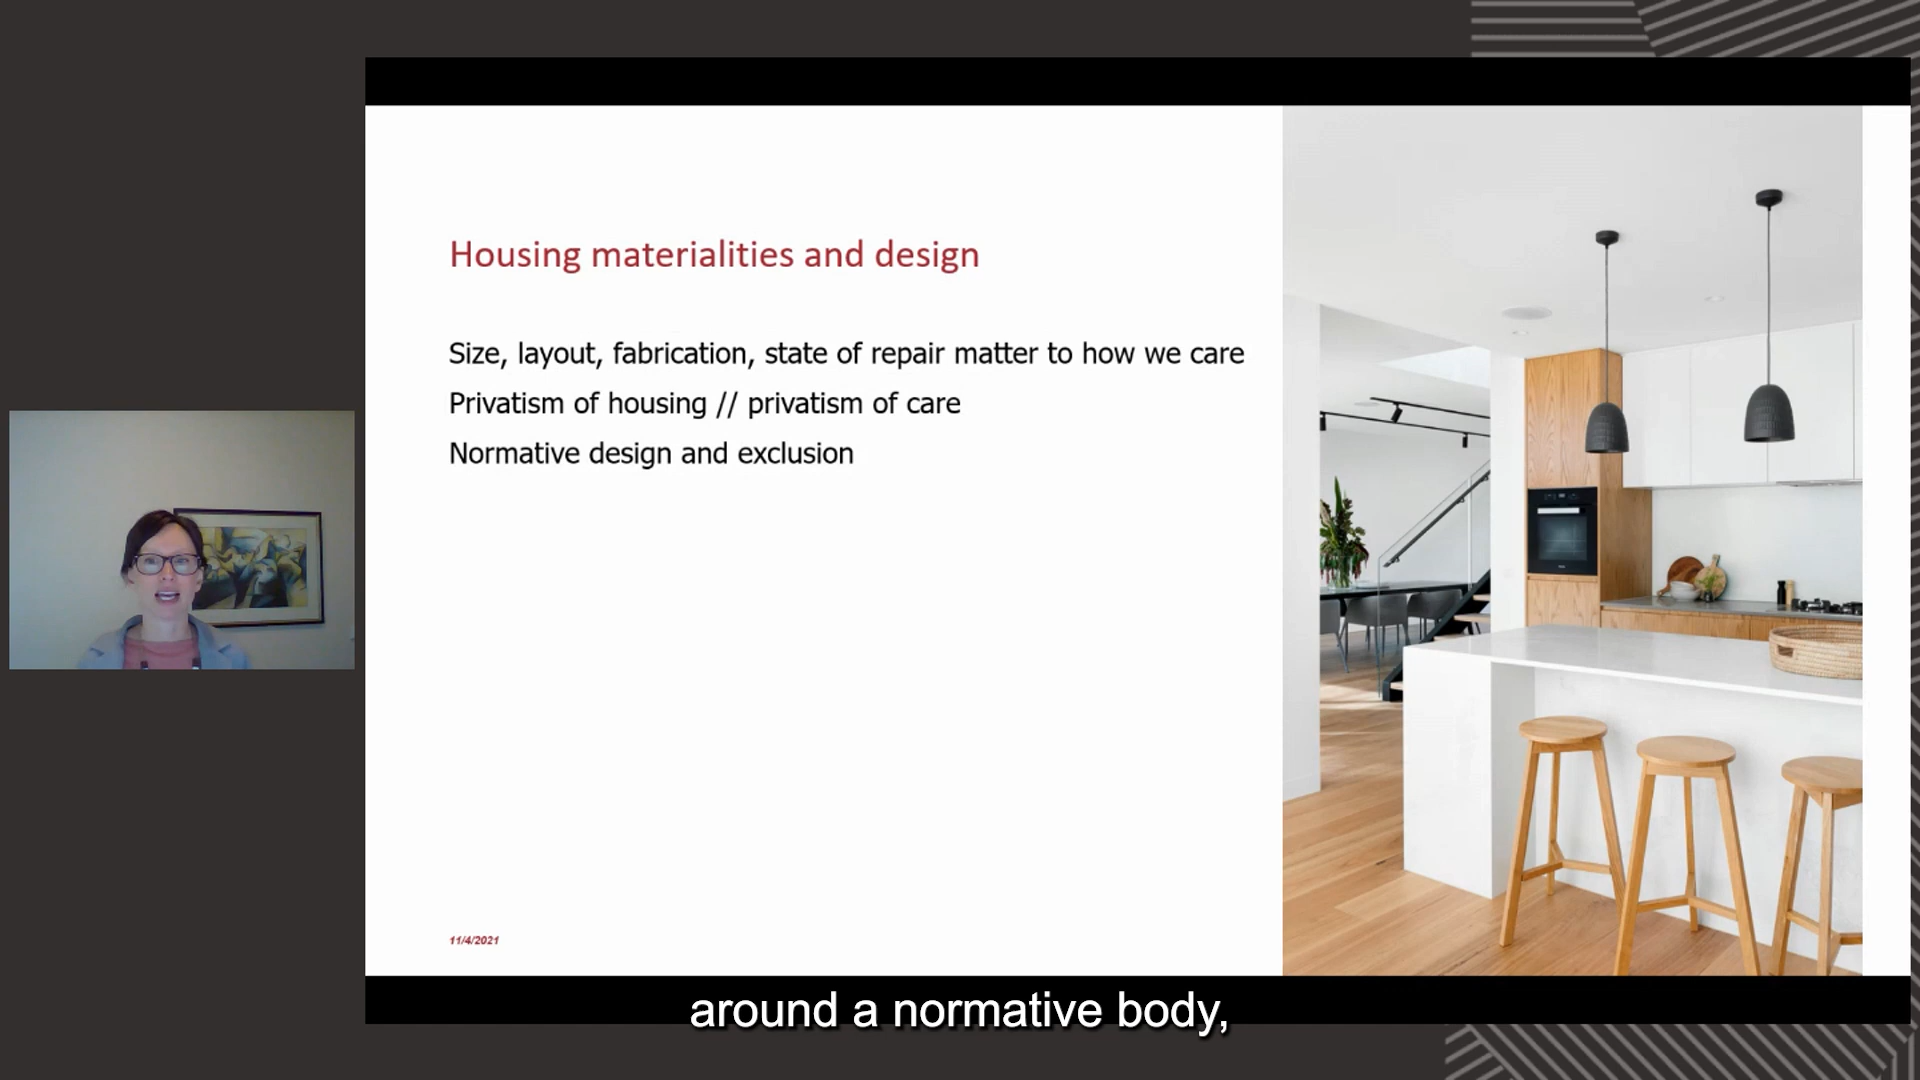 Housing materialities and design
Size, layout, fabrication, state of repair matter to how we care
Privatism of housing // privatism of care
Normative design and exclusion
11/4/2021
around a normative body,